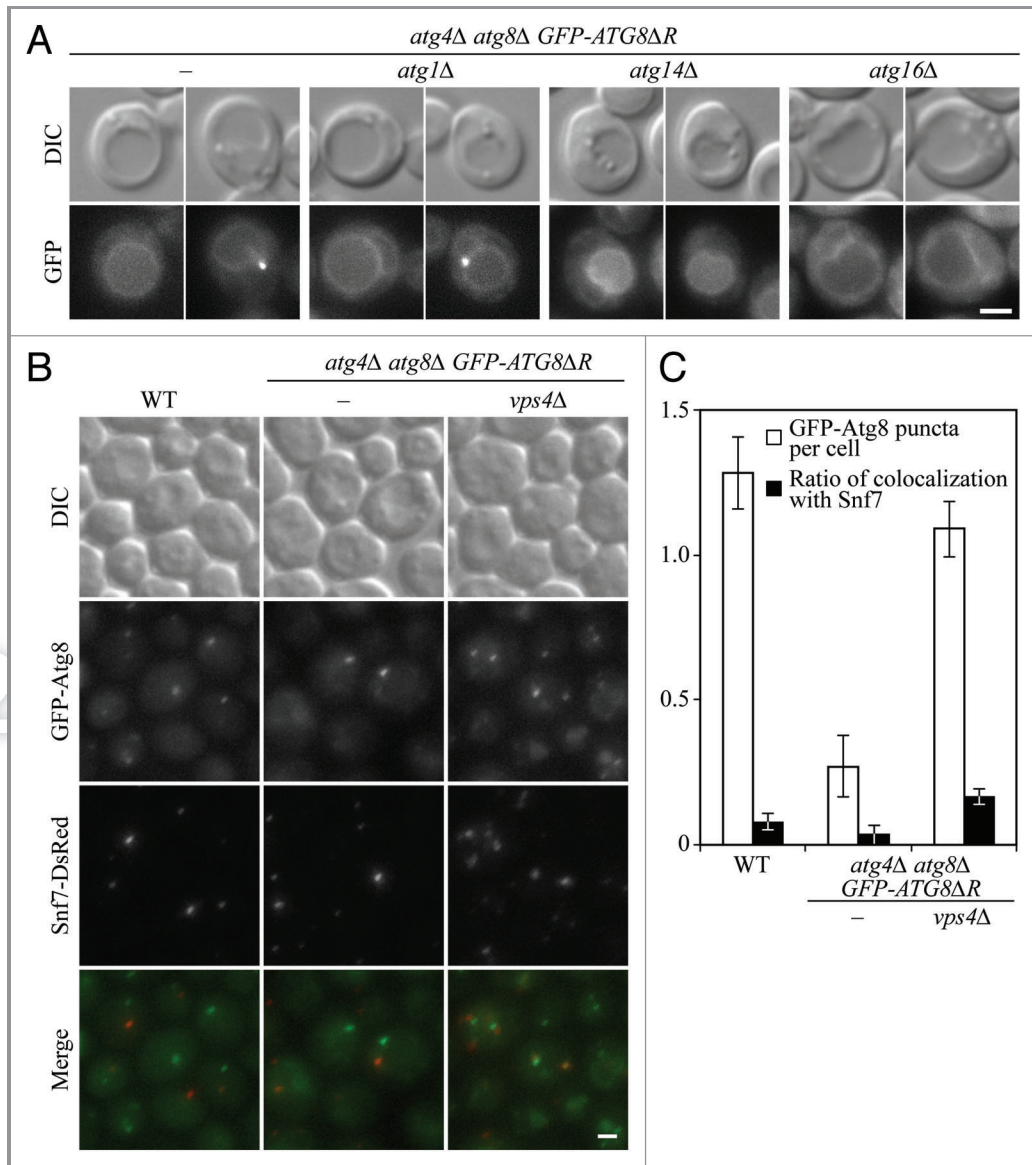 A
atg4Δ atg8Δ GFP-ATG8ΔR
– atg1Δ atg14Δ atg16Δ
DIC
GFP
B
atg4Δ atg8Δ GFP-ATG8ΔR
WT – vps4Δ
DIC
GFP-Atg8
Snf7-DsRed
Merge
C
1.5
1.0
0.5
0
GFP-Atg8 puncta
per cell
Ratio of colocalization
with Snf7
WT
atg4Δ atg8Δ
GFP-ATG8ΔR
– vps4Δ